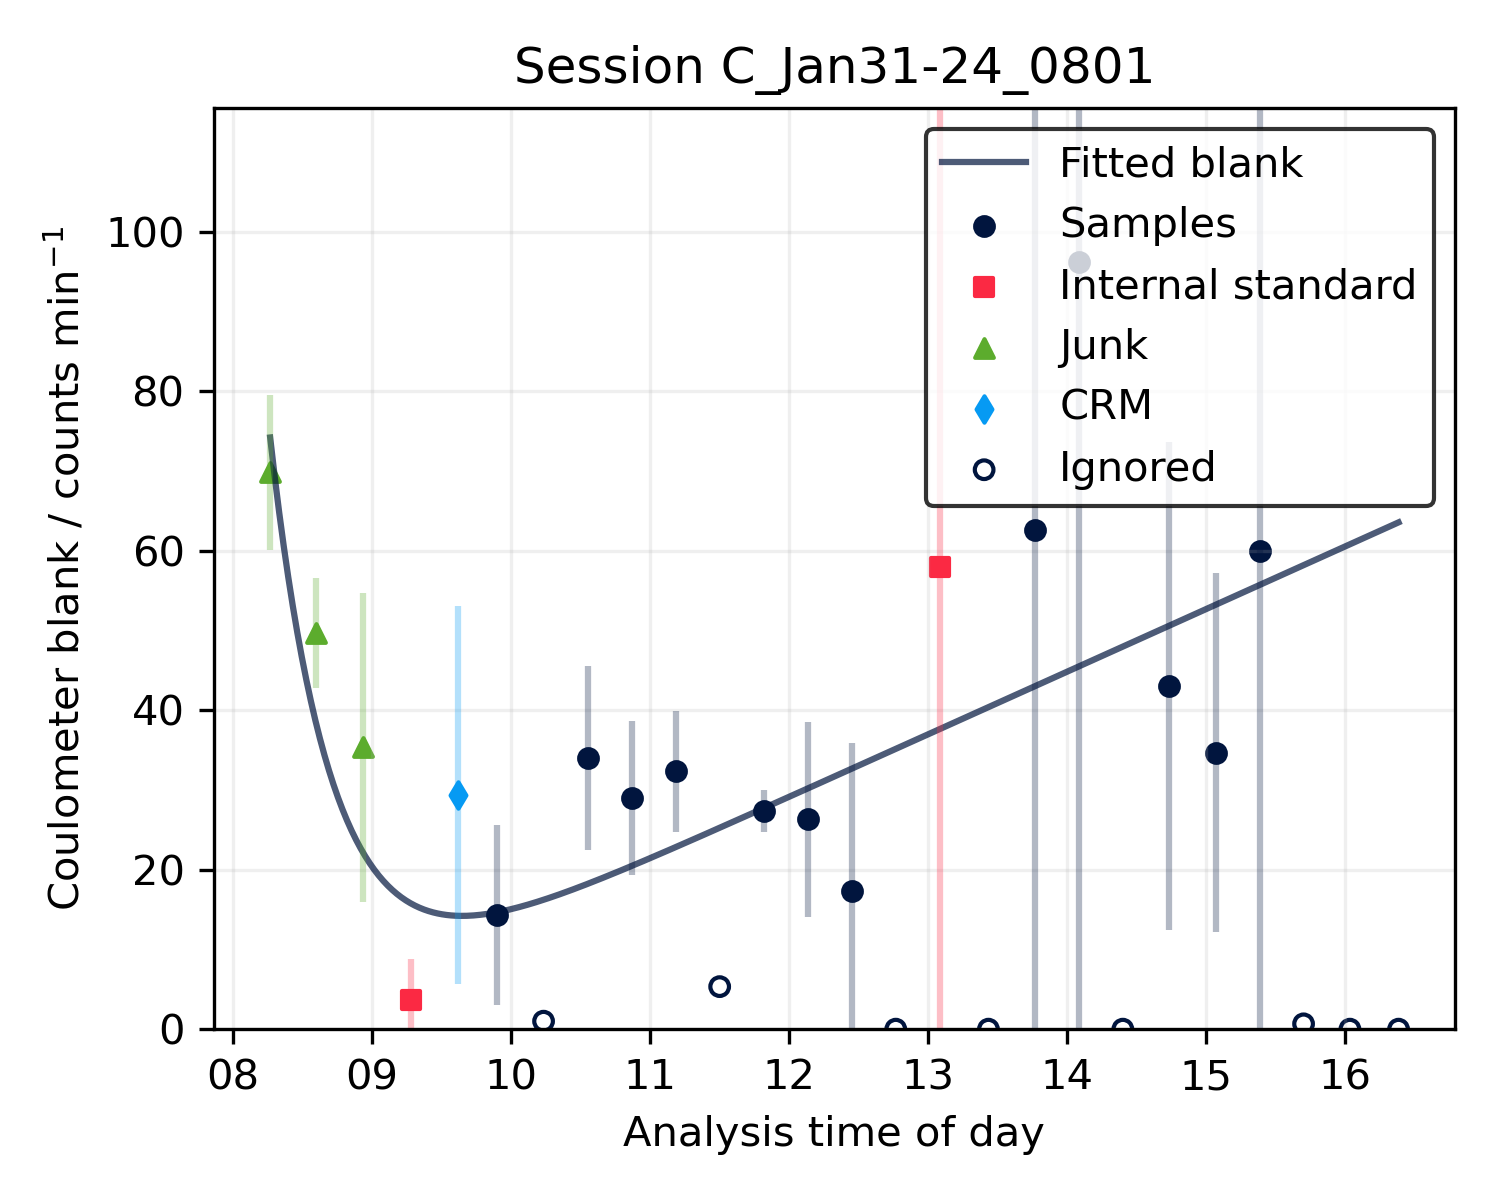 Session C_Jan31-24_0801
Coulometer blank / counts min⁻¹
100
80
60
40
20
0
Fitted blank
Samples
Internal standard
Junk
CRM
Ignored
08 09 10 11 12 13 14 15 16
Analysis time of day